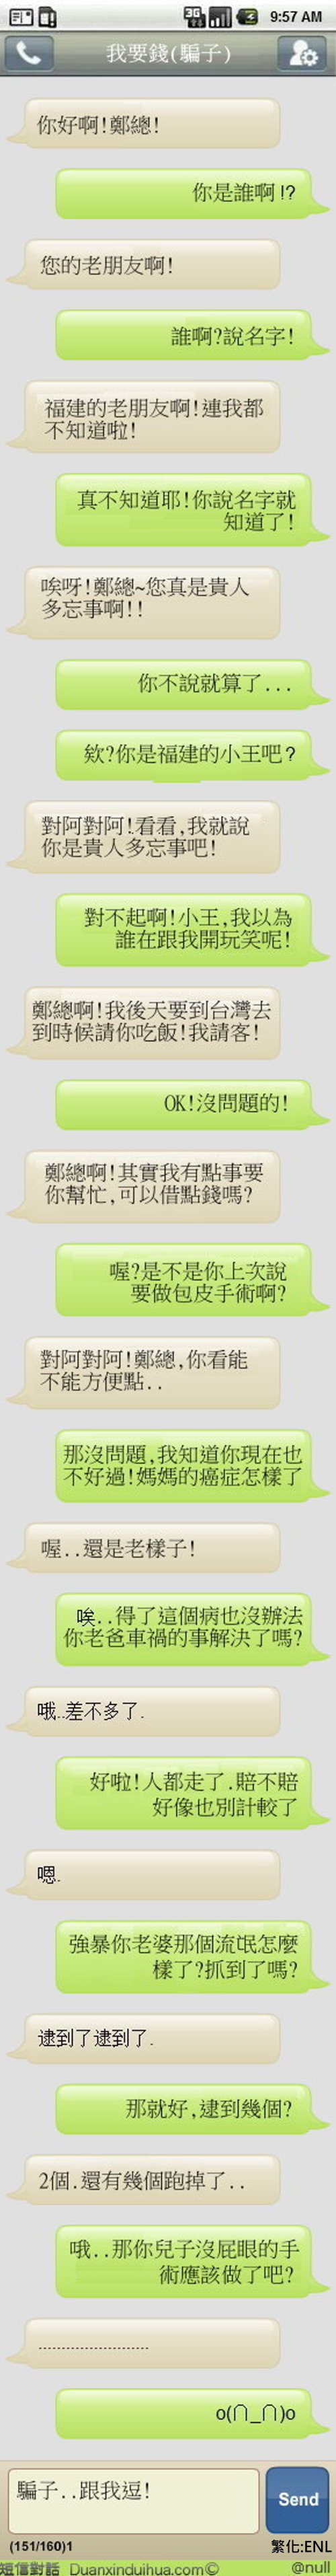 3G
9:57 AM
我要錢(騙子)
你好啊!鄭總!
你是誰啊!?
您的老朋友啊!
誰啊?說名字!
福建的老朋友啊!連我都
不知道啦!
真不知道耶!你說名字就
知道了!
唉呀!鄭總~您真是貴人
多忘事啊!!
你不說就算了...
欸?你是福建的小王吧?
對阿對阿!看看,我就說
你是貴人多忘事吧!
對不起啊!小王,我以為
誰在跟我開玩笑呢!
鄭總啊!我後天要到台灣去
到時候請你吃飯!我請客!
OK!沒問題的!
鄭總啊!其實我有點事要
你幫忙,可以借點錢嗎?
喔?是不是你上次說
要做包皮手術啊?
對阿對阿!鄭總,你看能
不能方便點..
那沒問題,我知道你現在也
不好過!媽媽的癌症怎樣了
喔..還是老樣子!
唉..得了這個病也沒辦法
你老爸車禍的事解決了嗎?
哦..差不多了.
好啦!人都走了.賠不賠
好像也別計較了
嗯.
強暴你老婆那個流氓怎麼
樣了?抓到了嗎?
逮到了逮到了.
那就好,逮到幾個?
2個.還有幾個跑掉了..
哦..那你兒子沒屁眼的手
術應該做了吧?
........................
o(∩_∩)o
騙子..跟我逗!
Send
(151/160)1
繁化:ENL
短信對話 Duanxinduihua.com©
@null